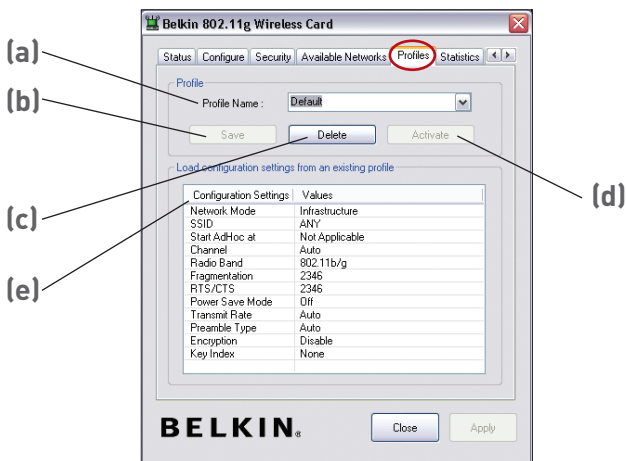 Belkin 802.11g Wireless Card
Status Configure Security Available Networks Profiles Statistics
(a)
Profile
Profile Name : Default
(b)
Save Delete Activate
Load configuration settings from an existing profile
(d)
(c)
Configuration Settings Values
Network Mode Infrastructure
SSID ANY
Start AdHoc at Not Applicable
Channel Auto
Radio Band 802.11b/g
(e)
Fragmentation 2346
RTS/CTS 2346
Power Save Mode Off
Transmit Rate Auto
Preamble Type Auto
Encryption Disable
Key Index None
BELKIN®
Close Apply